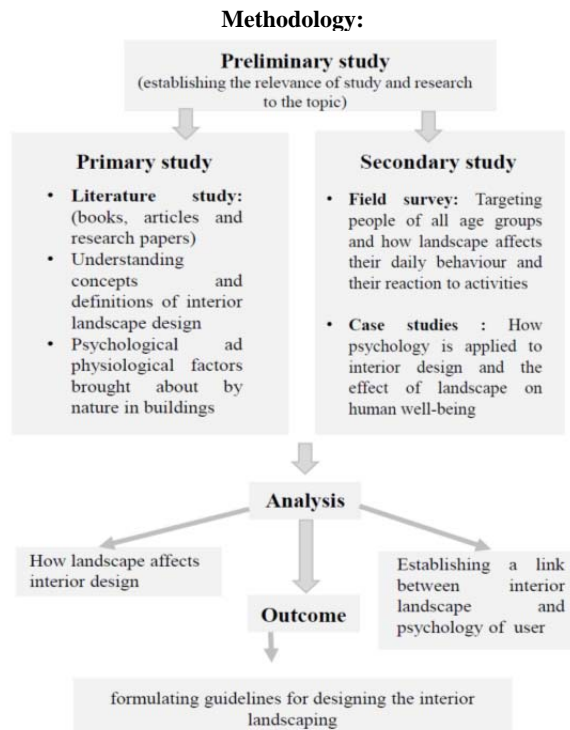 Methodology:
Preliminary study
(establishing the relevance of study and research
to the topic)
Primary study
• Literature study:
(books, articles and
research papers)
• Understanding
concepts and
definitions of interior
landscape design
• Psychological ad
physiological factors
brought about by
nature in buildings
Secondary study
• Field survey: Targeting
people of all age groups
and how landscape affects
their daily behaviour and
their reaction to activities
• Case studies : How
psychology is applied to
interior design and the
effect of landscape on
human well-being
Analysis
How landscape affects
interior design
Establishing a link
between interior
landscape and
psychology of user
Outcome
formulating guidelines for designing the interior
landscaping